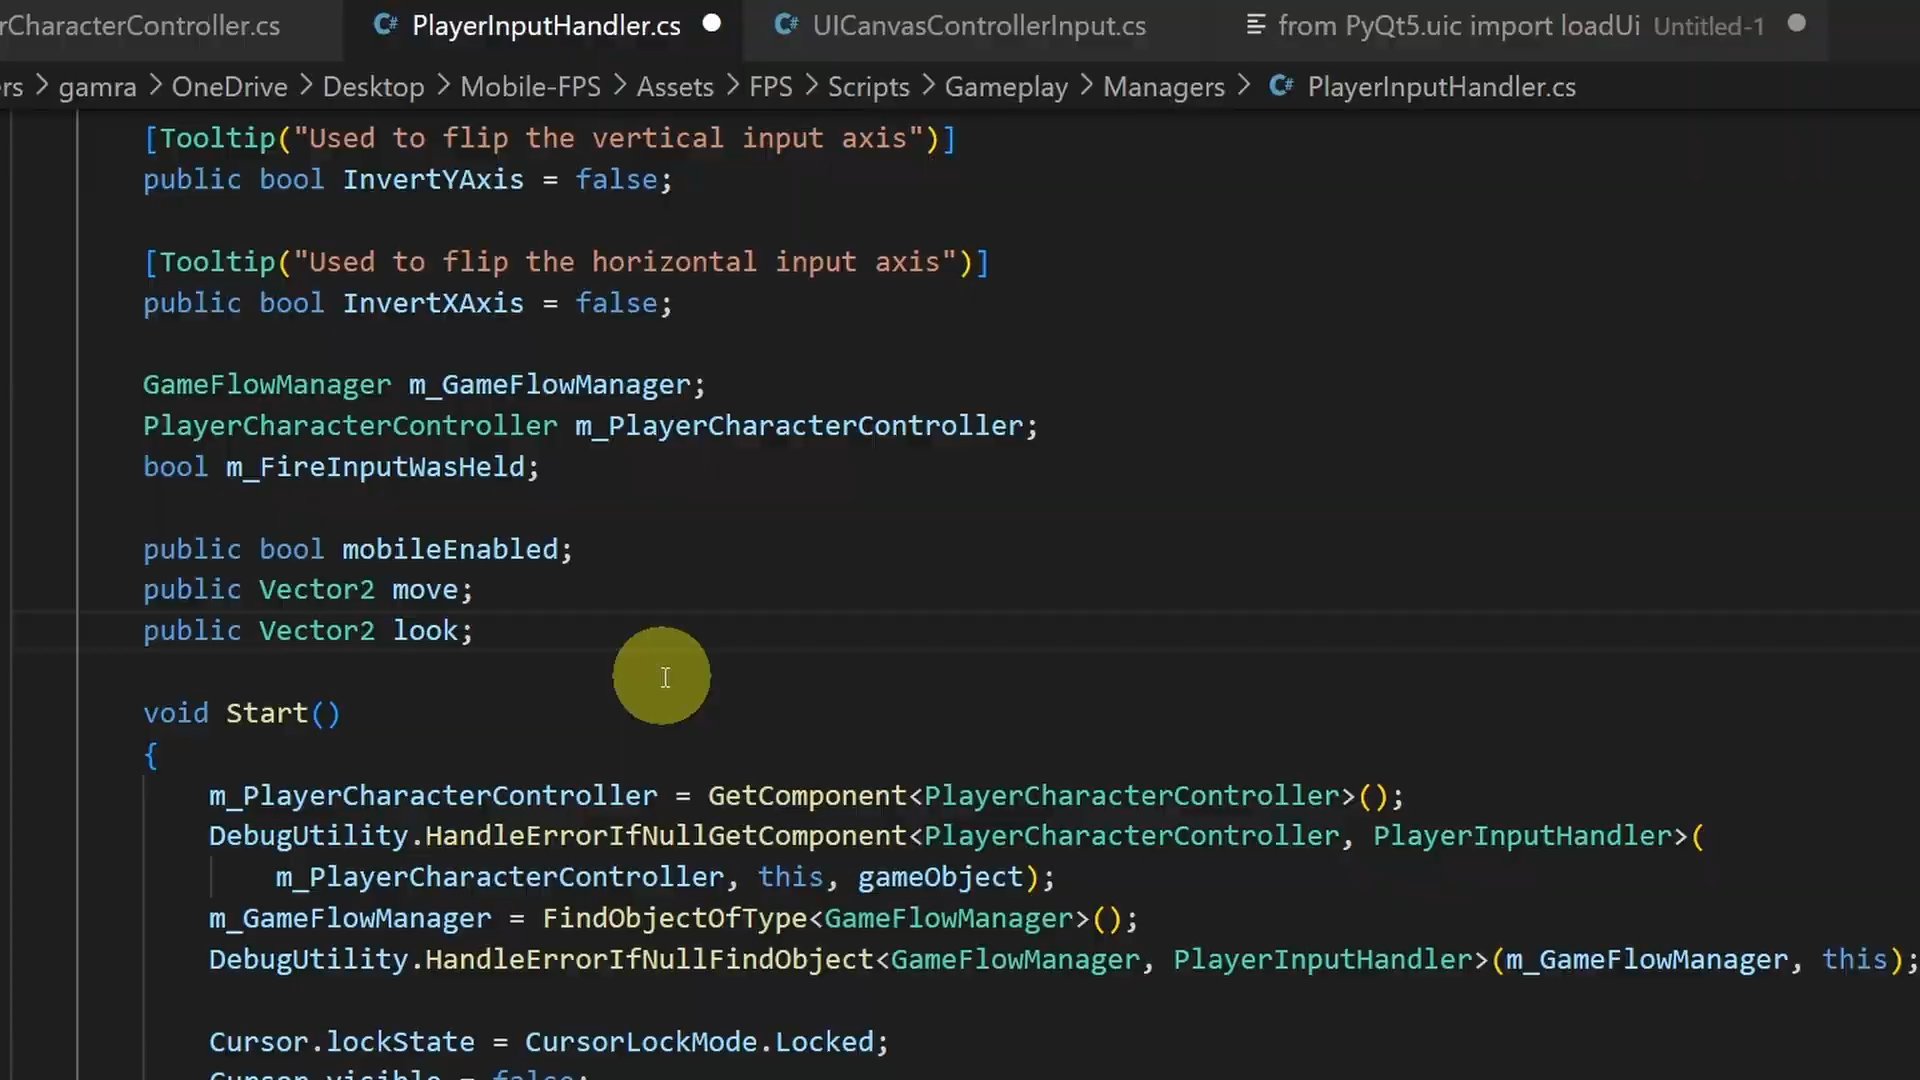 rCharacterController.cs
PlayerInputHandler.cs
UICanvasControllerInput.cs
from PyQt5.uic import loadUi Untitled-1
ers > gamra > OneDrive > Desktop > Mobile-FPS > Assets > FPS > Scripts > Gameplay > Managers > PlayerInputHandler.cs
[Tooltip("Used to flip the vertical input axis")]
public bool InvertYAxis = false;
[Tooltip("Used to flip the horizontal input axis")]
public bool InvertXAxis = false;
GameFlowManager m_GameFlowManager;
PlayerCharacterController m_PlayerCharacterController;
bool m_FireInputWasHeld;
public bool mobileEnabled;
public Vector2 move;
public Vector2 look;
void Start()
{
m_PlayerCharacterController = GetComponent<PlayerCharacterController>();
DebugUtility.HandleErrorIfNullGetComponent<PlayerCharacterController, PlayerInputHandler>(
m_PlayerCharacterController, this, gameObject);
m_GameFlowManager = FindObjectOfType<GameFlowManager>();
DebugUtility.HandleErrorIfNullFindObject<GameFlowManager, PlayerInputHandler>(m_GameFlowManager, this);
Cursor.lockState = CursorLockMode.Locked;
Cursor.visible = false;